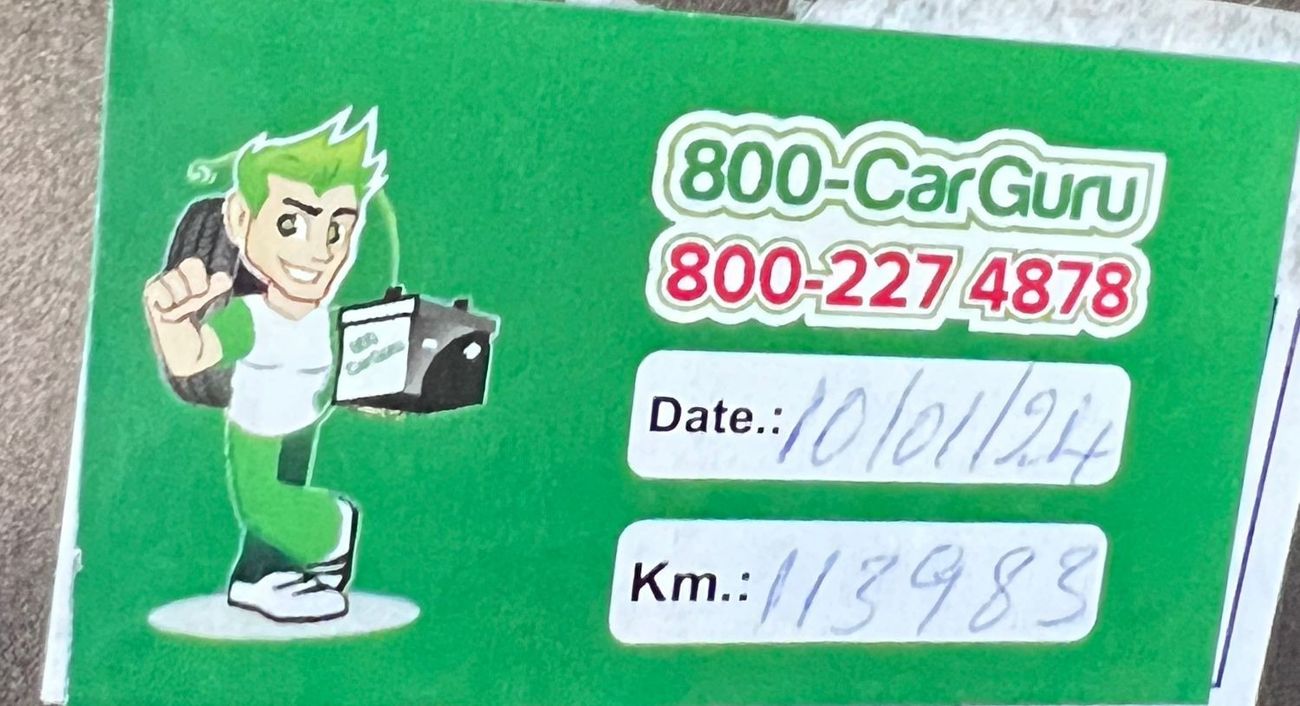 800-CarGuru
800-227 4878
Date.: 10/01/24
Km.: 113983